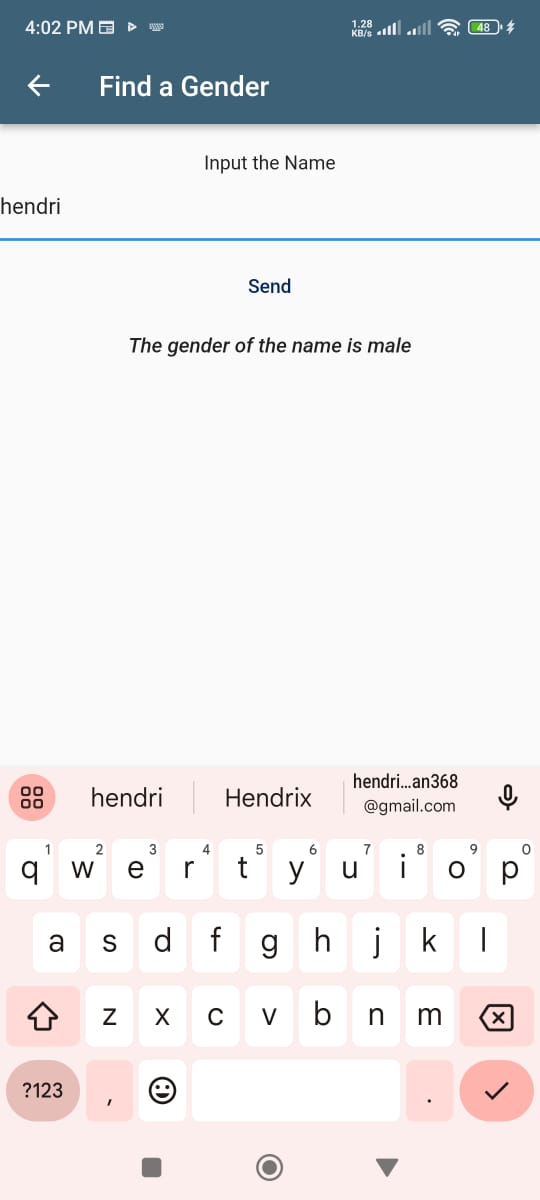 4:02 PM
1.28
KB/s
48
Find a Gender
Input the Name
hendri
Send
The gender of the name is male
hendri
Hendrix
hendri...an368
@gmail.com
q 1 w 2 e 3 r 4 t 5 y 6 u 7 i 8 o 9 p 0
a s d f g h j k l
z x c v b n m
?123 , .